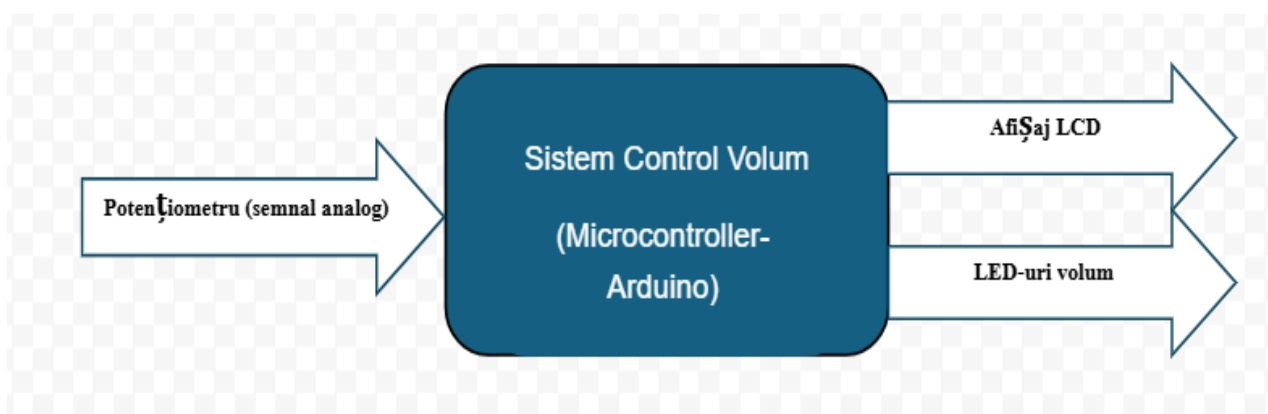 Potențiometru (semnal analog)
Sistem Control Volum
(Microcontroller-
Arduino)
Afișaj LCD
LED-uri volum